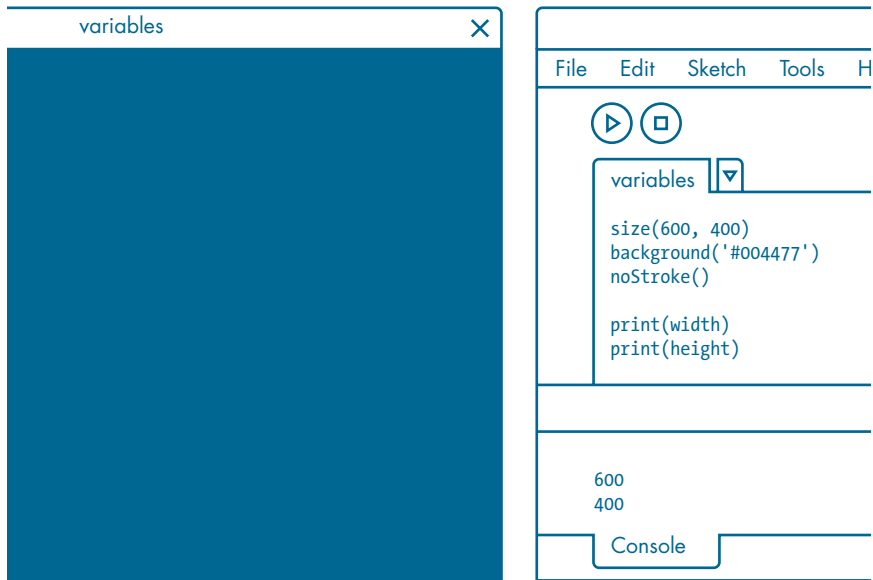 variables
File Edit Sketch Tools H
variables
size(600, 400)
background('#004477')
noStroke()
print(width)
print(height)
600
400
Console